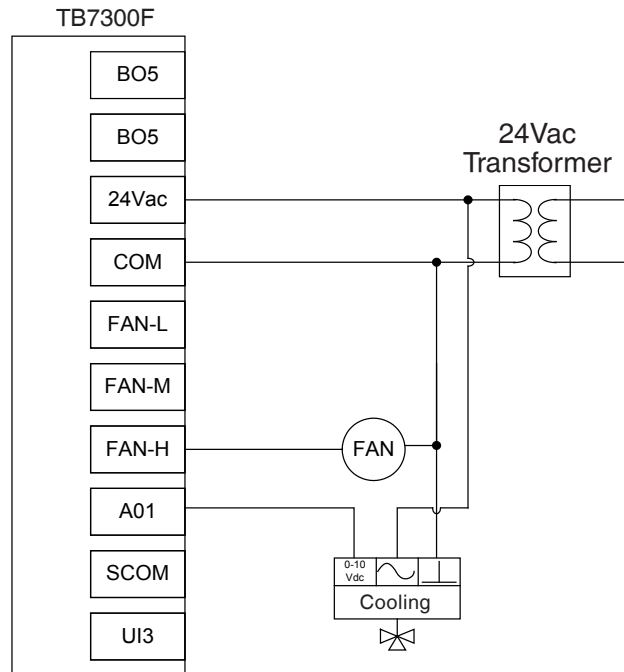 TB7300F
BO5
BO5
24Vac
COM
FAN-L
FAN-M
FAN-H
A01
SCOM
UI3
24Vac
Transformer
FAN
0-10
Vdc
Cooling